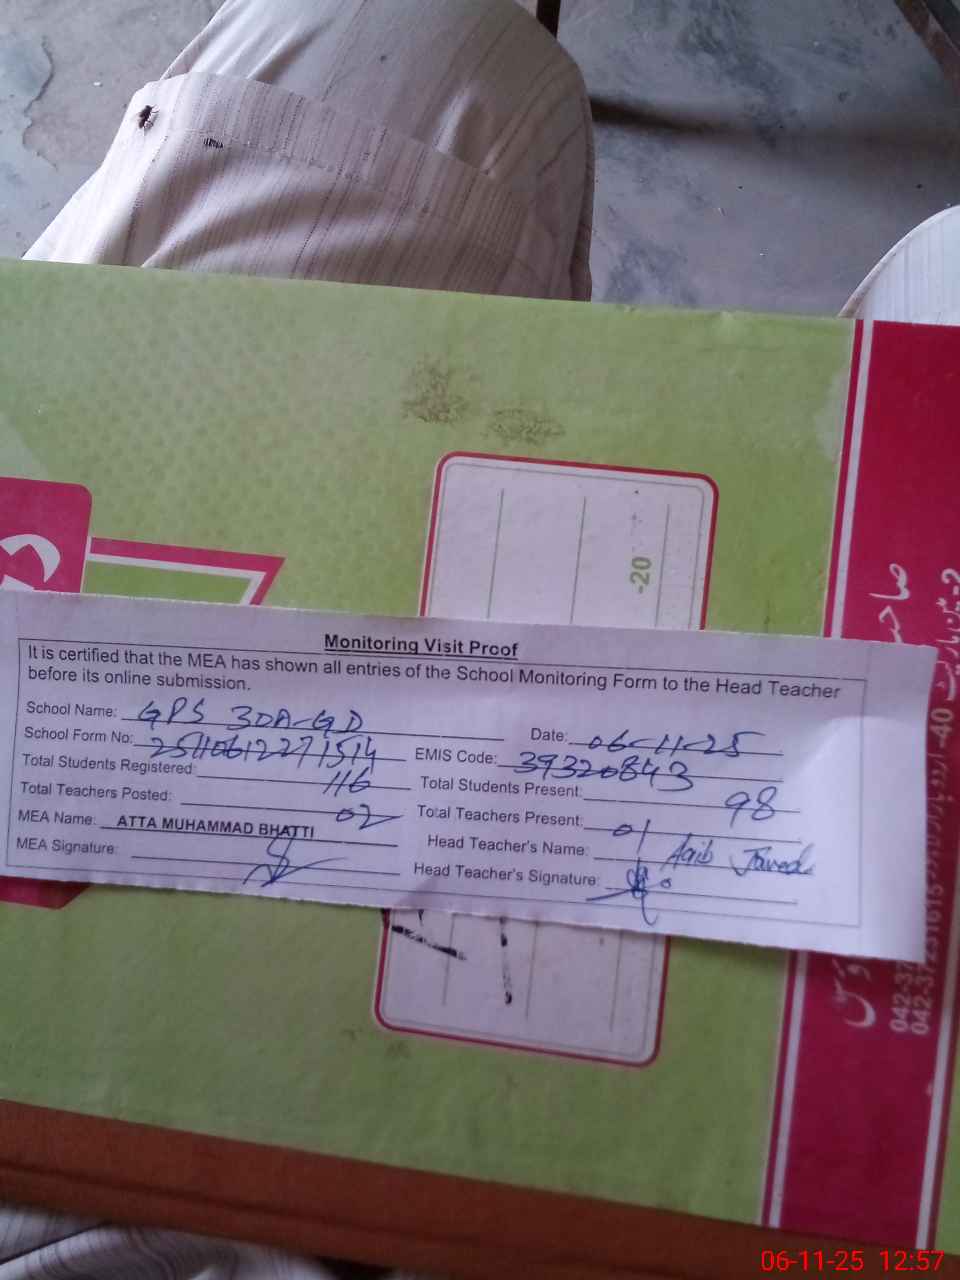 -20
Monitoring Visit Proof
It is certified that the MEA has shown all entries of the School Monitoring Form to the Head Teacher
before its online submission.
School Name: GPS 3DA-GD
Date: 06-11-25
School Form No: 25110612271514
EMIS Code: 39320843
Total Students Registered: 116
Total Students Present: 98
Total Teachers Posted: 02
Total Teachers Present: 01
MEA Name: ATTA MUHAMMAD BHATTI
Head Teacher's Name: Aqib Javed
MEA Signature:
Head Teacher's Signature:
042-37231615
06-11-25 12:57